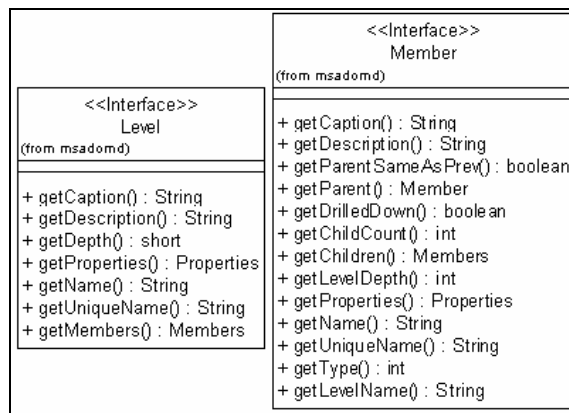 <<Interface>>
Level
(from msadomd)
+ getCaption() : String
+ getDescription() : String
+ getDepth() : short
+ getProperties() : Properties
+ getName() : String
+ getUniqueName() : String
+ getMembers() : Members
<<Interface>>
Member
(from msadomd)
+ getCaption() : String
+ getDescription() : String
+ getParentSameAsPrev() : boolean
+ getParent() : Member
+ getDrilledDown() : boolean
+ getChildCount() : int
+ getChildren() : Members
+ getLevelDepth() : int
+ getProperties() : Properties
+ getName() : String
+ getUniqueName() : String
+ getType() : int
+ getLevelName() : String